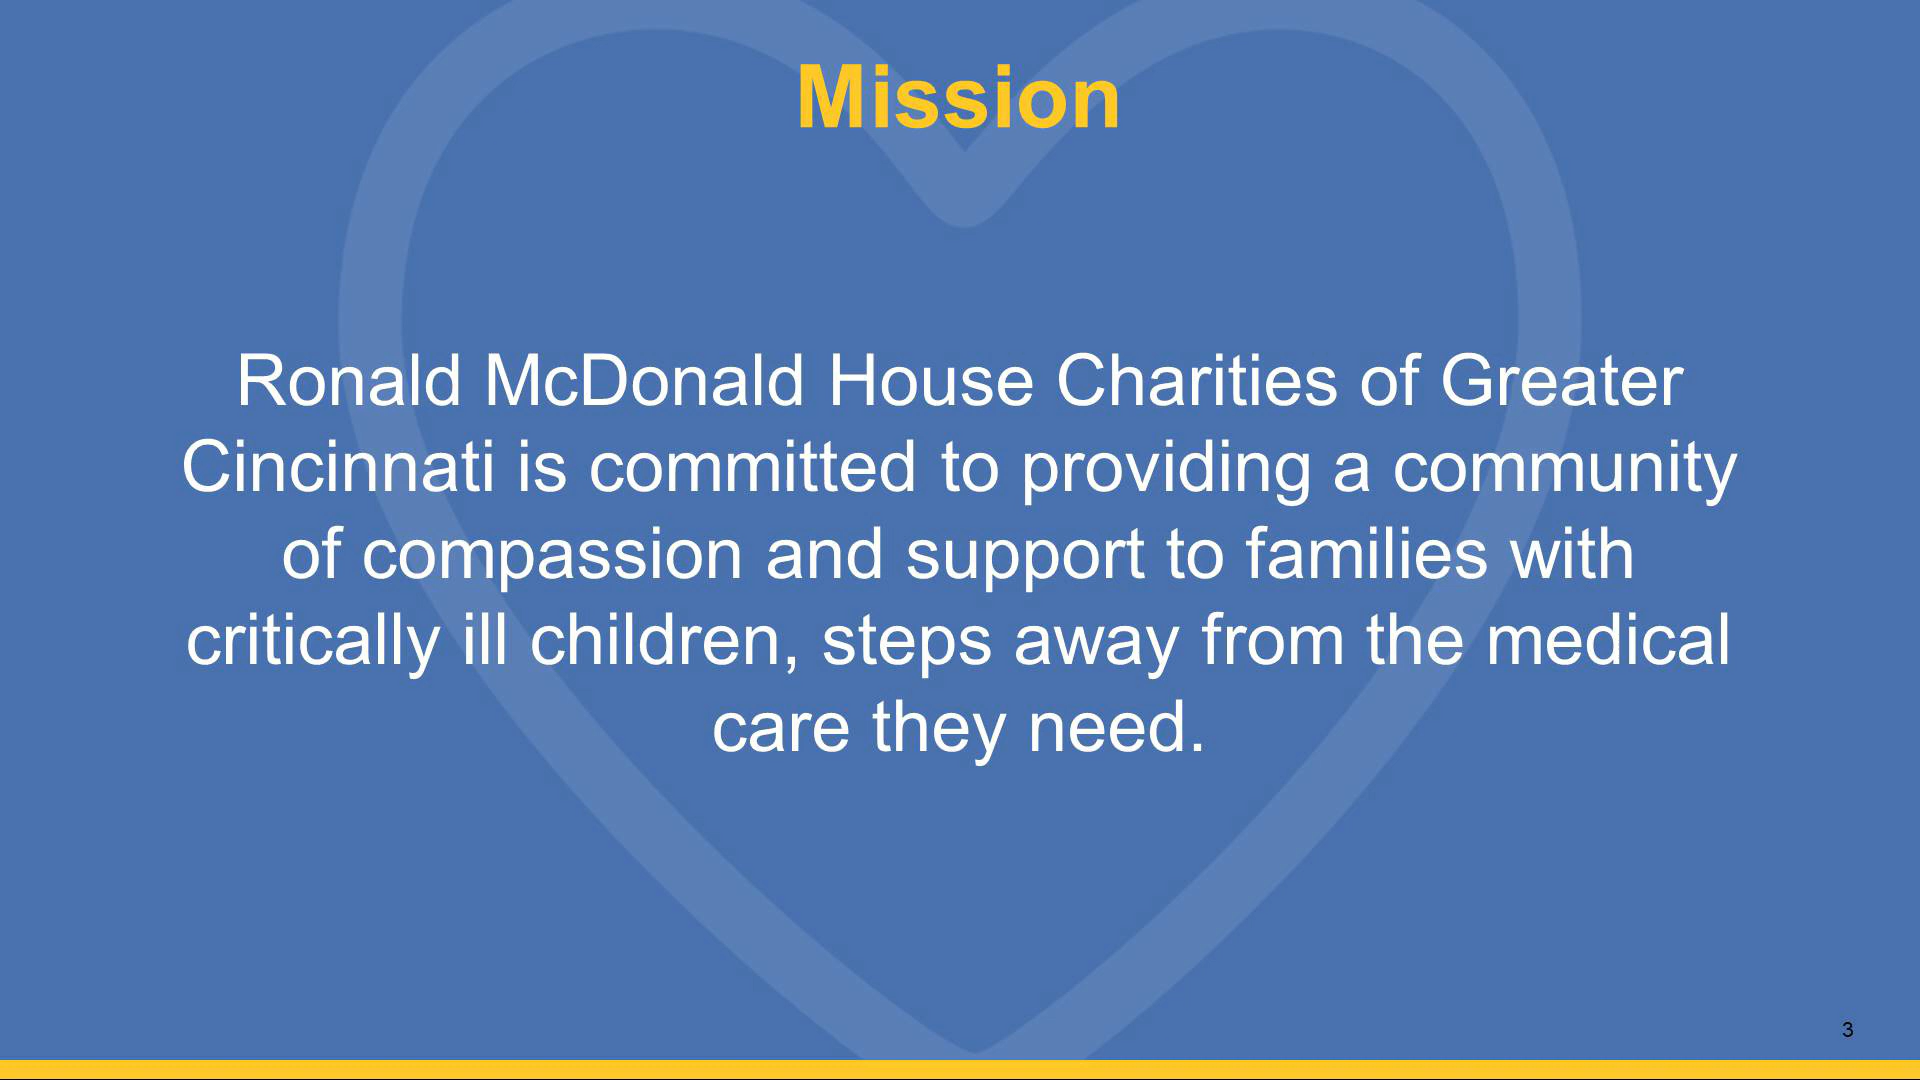 Mission
Ronald McDonald House Charities of Greater
Cincinnati is committed to providing a community
of compassion and support to families with
critically ill children, steps away from the medical
care they need.
3